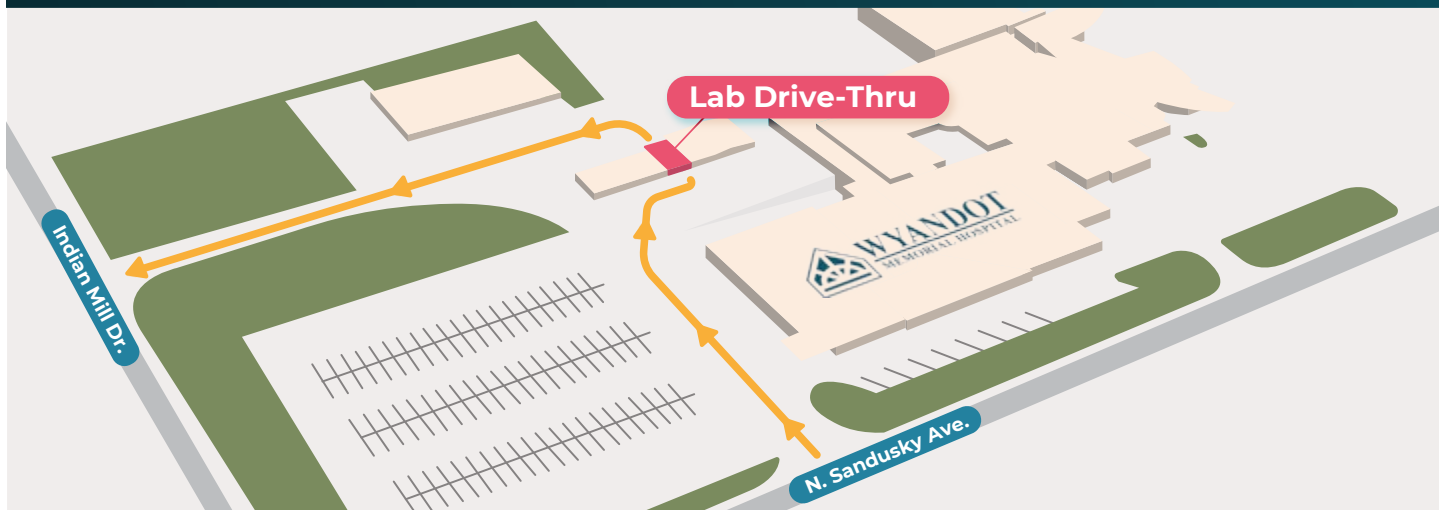 Lab Drive-Thru
WYANDOT
MEMORIAL HOSPITAL
Indian Mill Dr.
N. Sandusky Ave.